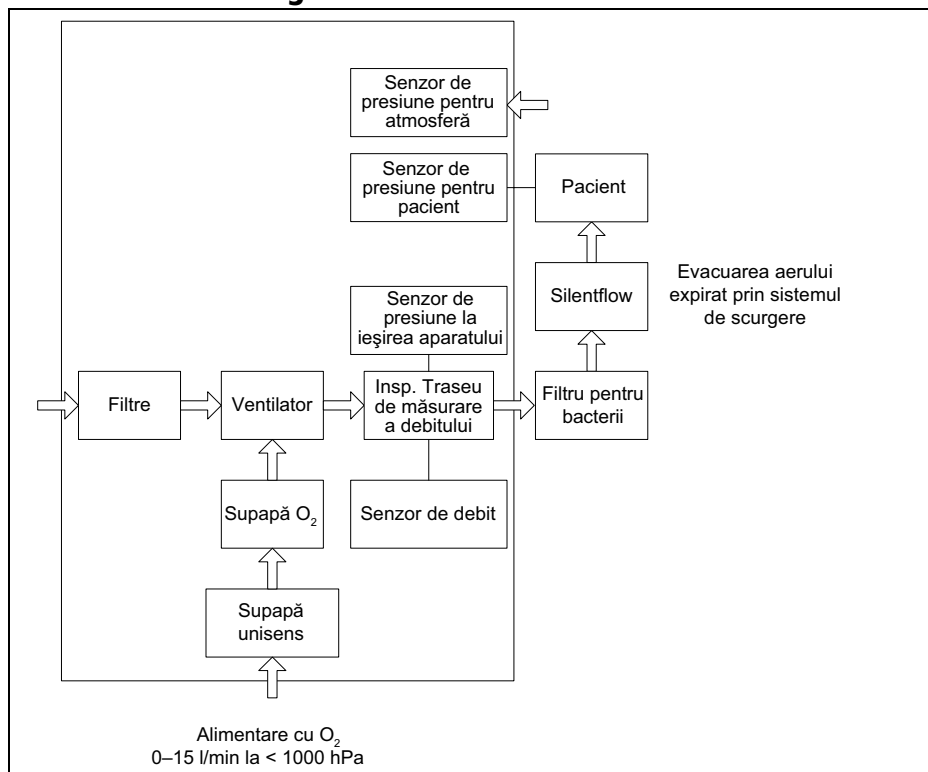 Senzor de
presiune pentru
atmosferă
Senzor de
presiune pentru
pacient
Pacient
Silentflow
Evacuarea aerului
expirat prin sistemul
de scurgere
Senzor de
presiune la
ieşirea aparatului
Filtre
Ventilator
Insp. Traseu
de măsurare
a debitului
Filtru pentru
bacterii
Supapă O₂
Senzor de debit
Supapă
unisens
Alimentare cu O₂
0–15 l/min la < 1000 hPa